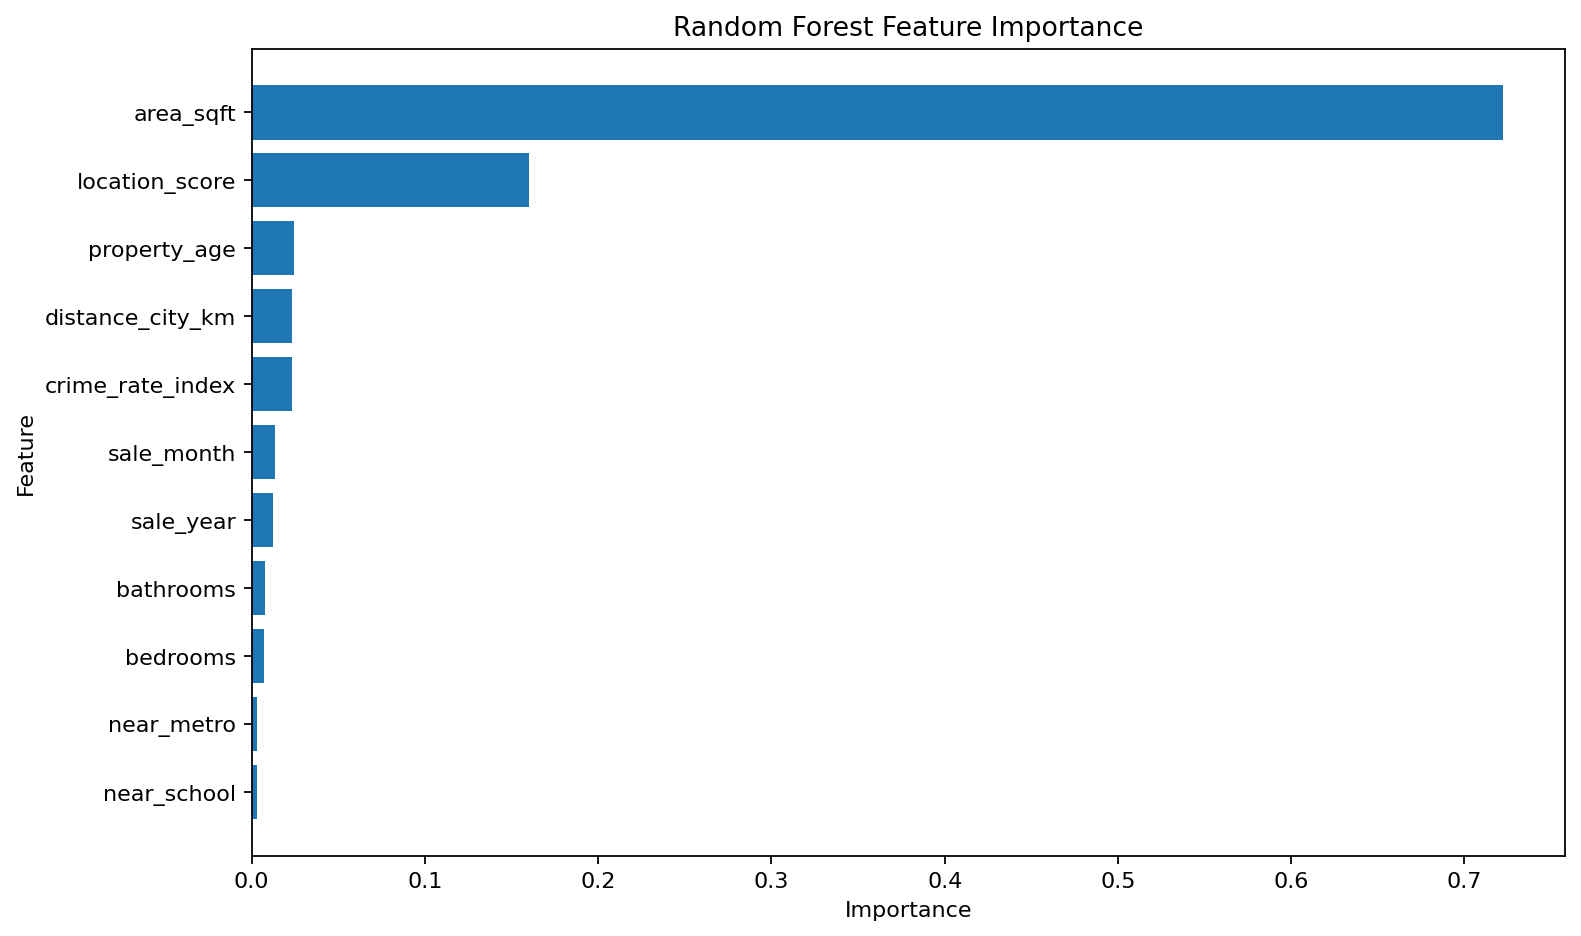 Random Forest Feature Importance
area_sqft
location_score
property_age
distance_city_km
crime_rate_index
sale_month
sale_year
bathrooms
bedrooms
near_metro
near_school
Feature
0.0 0.1 0.2 0.3 0.4 0.5 0.6 0.7
Importance